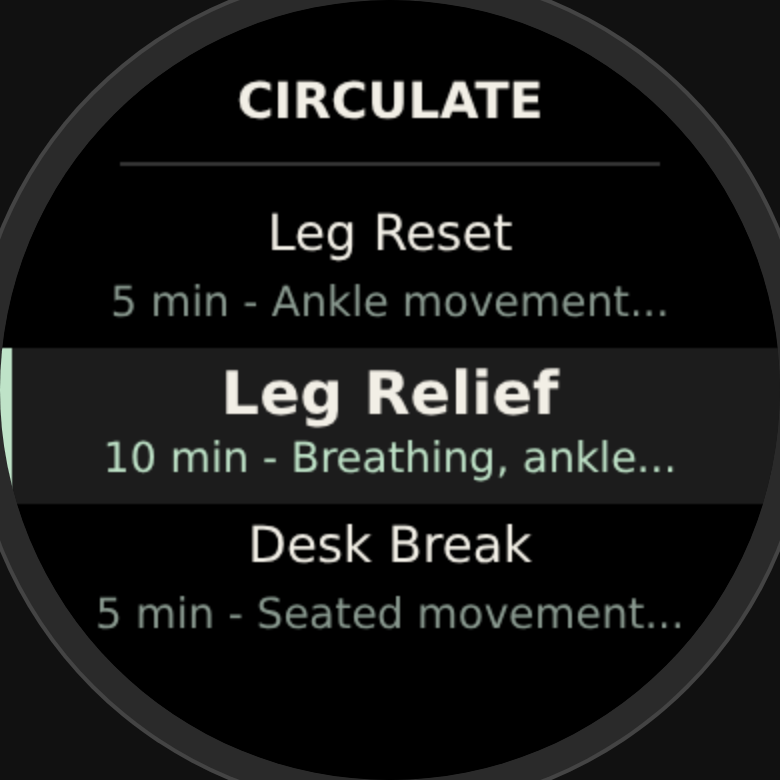 CIRCULATE
Leg Reset
5 min - Ankle movement...
Leg Relief
10 min - Breathing, ankle...
Desk Break
5 min - Seated movement...